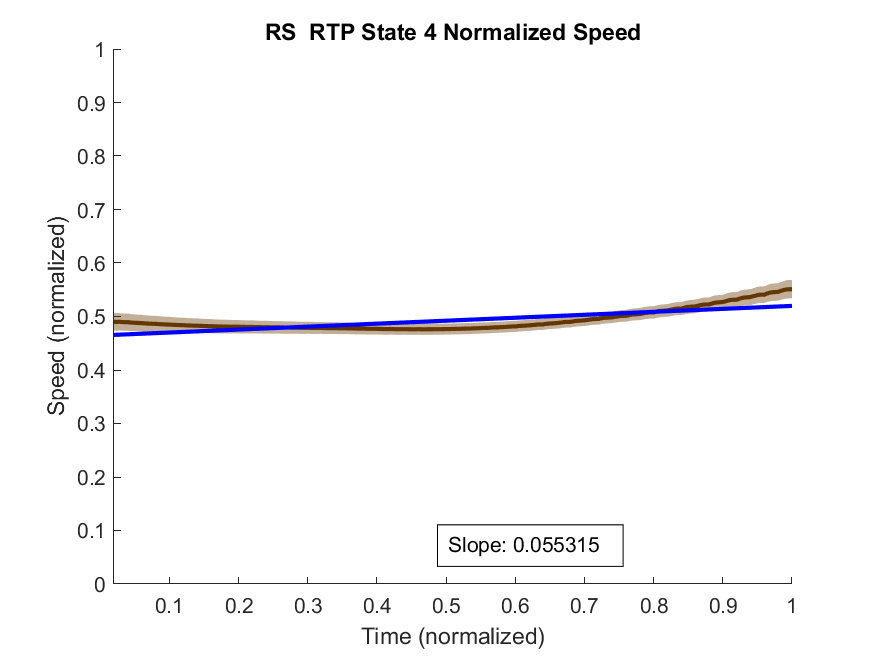 RS  RTP State 4 Normalized Speed
1
0.9
0.8
0.7
0.6
0.5
0.4
0.3
0.2
0.1
0
Speed (normalized)
Slope: 0.055315
0.1 0.2 0.3 0.4 0.5 0.6 0.7 0.8 0.9 1
Time (normalized)